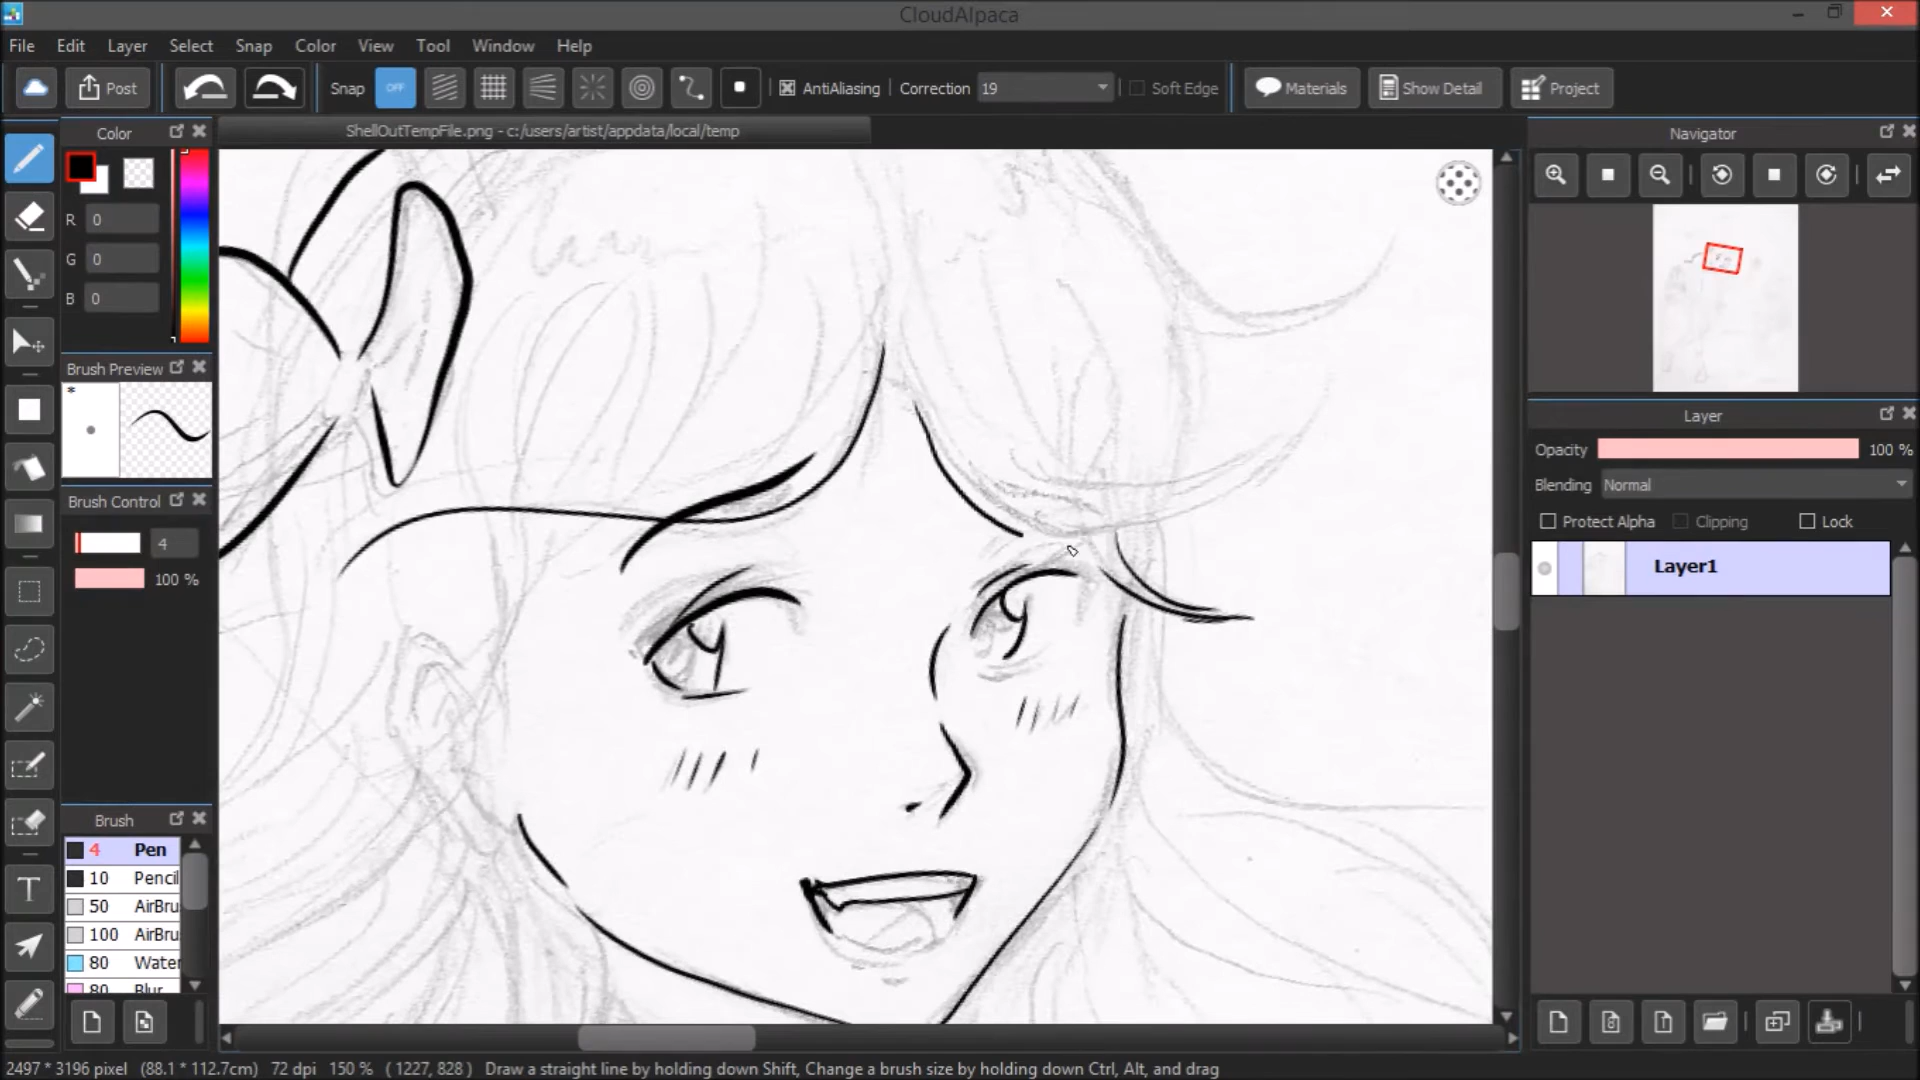 CloudAlpaca
File Edit Layer Select Snap Color View Tool Window Help
Post Snap OFF AntiAliasing Correction 19 Soft Edge Materials Show Detail Project
Color
ShellOutTempFile.png - c:/users/artist/appdata/local/temp
Navigator
R 0
G 0
B 0
Brush Preview
*
Brush Control
4
100 %
Layer
Opacity 100 %
Blending Normal
Protect Alpha Clipping Lock
Layer1
Brush
4 Pen
10 Pencil
50 AirBru
100 AirBru
80 Water
80 Blur
T
2497 * 3196 pixel (88.1 * 112.7cm) 72 dpi 150 % ( 1227, 828 ) Draw a straight line by holding down Shift, Change a brush size by holding down Ctrl, Alt, and drag